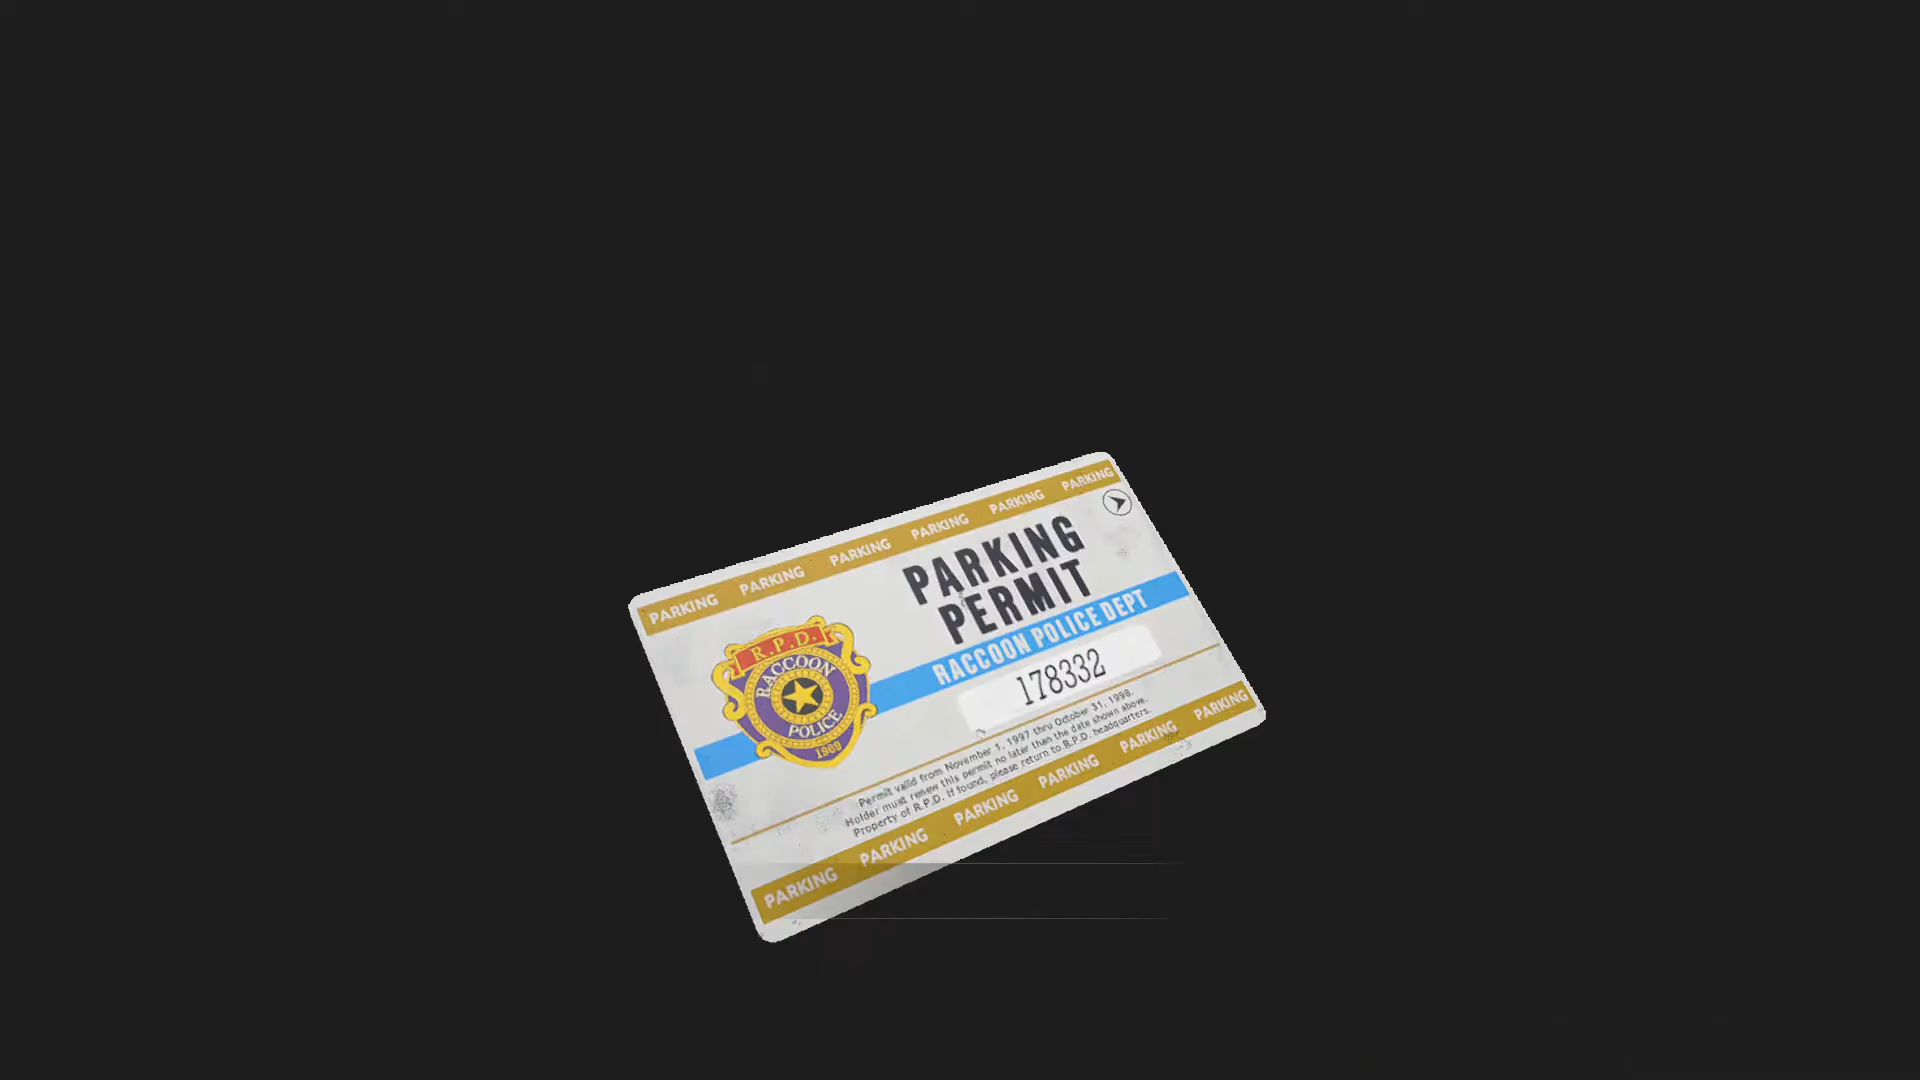 PARKING PARKING PARKING PARKING PARKING PARKING
PARKING
PERMIT
RACCOON POLICE DEPT
R.P.D.
RACCOON
POLICE
1969
178332
Permit valid from November 1, 1997 thru October 31, 1998.
Holder must renew this permit no later than the date shown above.
Property of R.P.D. If found, please return to R.P.D. headquarters.
PARKING PARKING PARKING PARKING PARKING PARKING